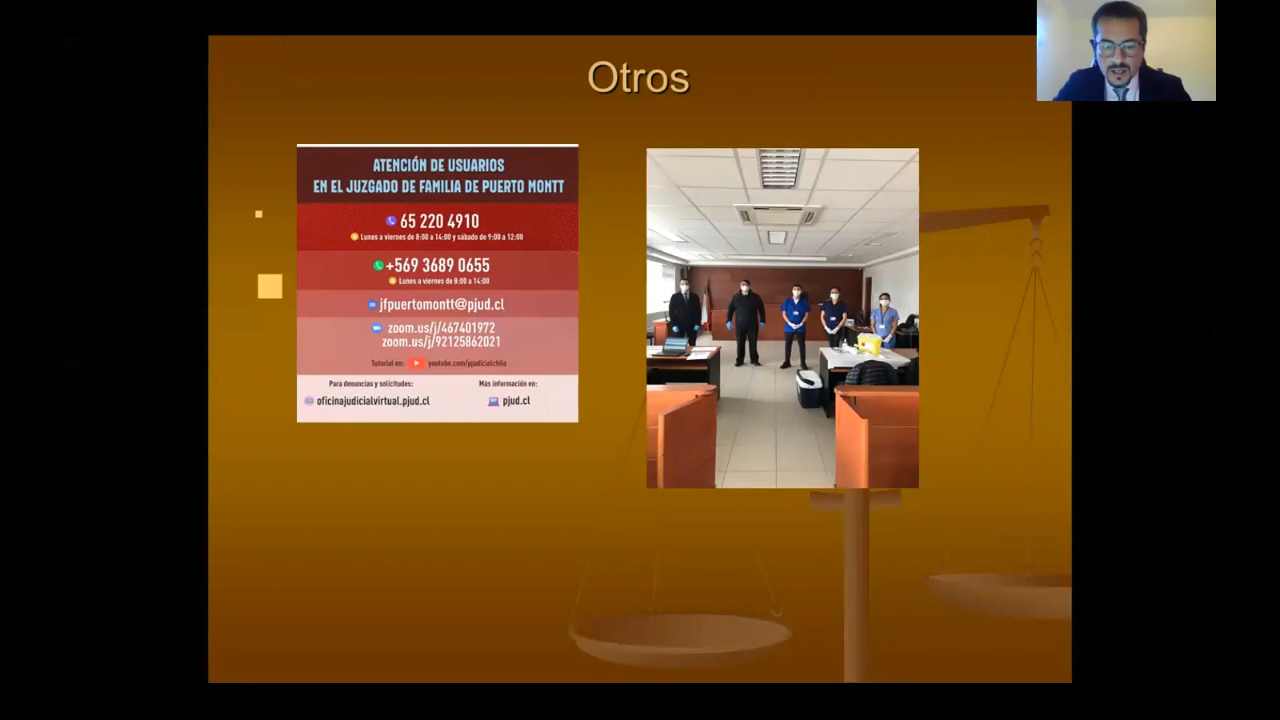 Otros
ATENCIÓN DE USUARIOS
EN EL JUZGADO DE FAMILIA DE PUERTO MONTT
65 220 4910
Lunes a viernes de 8:00 a 14:00 y sábado de 9:00 a 12:00
+569 3689 0655
Lunes a viernes de 8:00 a 14:00
jfpuertomontt@pjud.cl
zoom.us/j/467401972
zoom.us/j/92125862021
Tutorial en: youtube.com/pjudicialchile
Para denuncias y solicitudes: Más información en:
oficinajudicialvirtual.pjud.cl pjud.cl